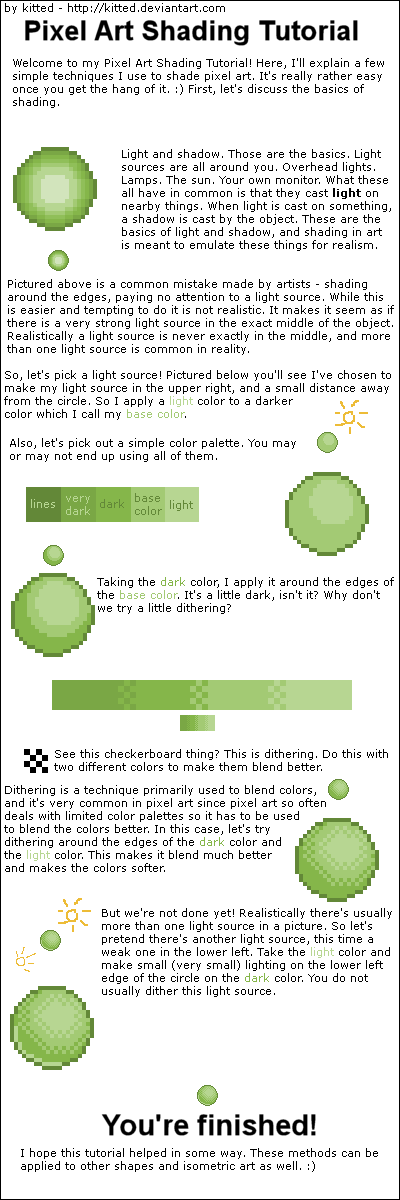 by kitted - http://kitted.deviantart.com
Pixel Art Shading Tutorial
Welcome to my Pixel Art Shading Tutorial! Here, I'll explain a few
simple techniques I use to shade pixel art. It's really rather easy
once you get the hang of it. :) First, let's discuss the basics of
shading.
Light and shadow. Those are the basics. Light
sources are all around you. Overhead lights.
Lamps. The sun. Your own monitor. What these
all have in common is that they cast light on
nearby things. When light is cast on something,
a shadow is cast by the object. These are the
basics of light and shadow, and shading in art
is meant to emulate these things for realism.
Pictured above is a common mistake made by artists - shading
around the edges, paying no attention to a light source. While this
is easier and tempting to do it is not realistic. It makes it seem as if
there is a very strong light source in the exact middle of the object.
Realistically a light source is never exactly in the middle, and more
than one light source is common in reality.
So, let's pick a light source! Pictured below you'll see I've chosen to
make my light source in the upper right, and a small distance away
from the circle. So I apply a light color to a darker
color which I call my base color.
Also, let's pick out a simple color palette. You may
or may not end up using all of them.
lines very dark dark base color light
Taking the dark color, I apply it around the edges of
the base color. It's a little dark, isn't it? Why don't
we try a little dithering?
See this checkerboard thing? This is dithering. Do this with
two different colors to make them blend better.
Dithering is a technique primarily used to blend colors,
and it's very common in pixel art since pixel art so often
deals with limited color palettes so it has to be used
to blend the colors better. In this case, let's try
dithering around the edges of the dark color and
the light color. This makes it blend much better
and makes the colors softer.
But we're not done yet! Realistically there's usually
more than one light source in a picture. So let's
pretend there's another light source, this time a
weak one in the lower left. Take the light color and
make small (very small) lighting on the lower left
edge of the circle on the dark color. You do not
usually dither this light source.
You're finished!
I hope this tutorial helped in some way. These methods can be
applied to other shapes and isometric art as well. :)